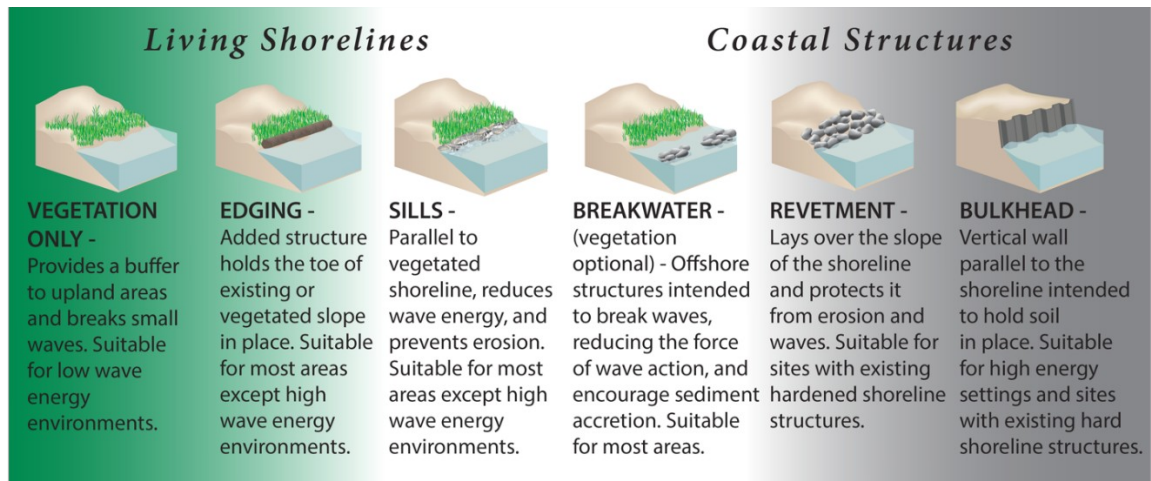 Living Shorelines
Coastal Structures
VEGETATION
ONLY -
Provides a buffer
to upland areas
and breaks small
waves. Suitable
for low wave
energy
environments.
EDGING -
Added structure
holds the toe of
existing or
vegetated slope
in place. Suitable
for most areas
except high
wave energy
environments.
SILLS -
Parallel to
vegetated
shoreline, reduces
wave energy, and
prevents erosion.
Suitable for most
areas except high
wave energy
environments.
BREAKWATER -
(vegetation
optional) - Offshore
structures intended
to break waves,
reducing the force
of wave action, and
encourage sediment
accretion. Suitable
for most areas.
REVETMENT -
Lays over the slope
of the shoreline
and protects it
from erosion and
waves. Suitable for
sites with existing
hardened shoreline
structures.
BULKHEAD -
Vertical wall
parallel to the
shoreline intended
to hold soil
in place. Suitable
for high energy
settings and sites
with existing hard
shoreline structures.